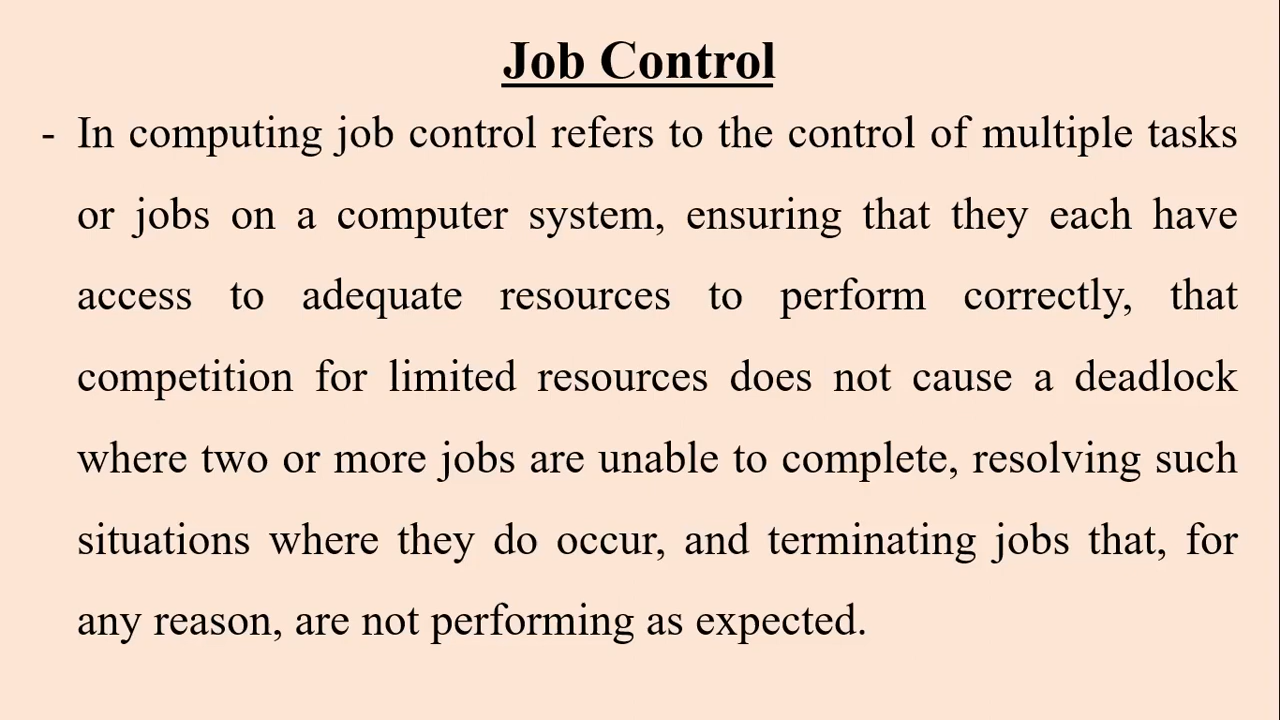 Job Control
- In computing job control refers to the control of multiple tasks
or jobs on a computer system, ensuring that they each have
access to adequate resources to perform correctly, that
competition for limited resources does not cause a deadlock
where two or more jobs are unable to complete, resolving such
situations where they do occur, and terminating jobs that, for
any reason, are not performing as expected.